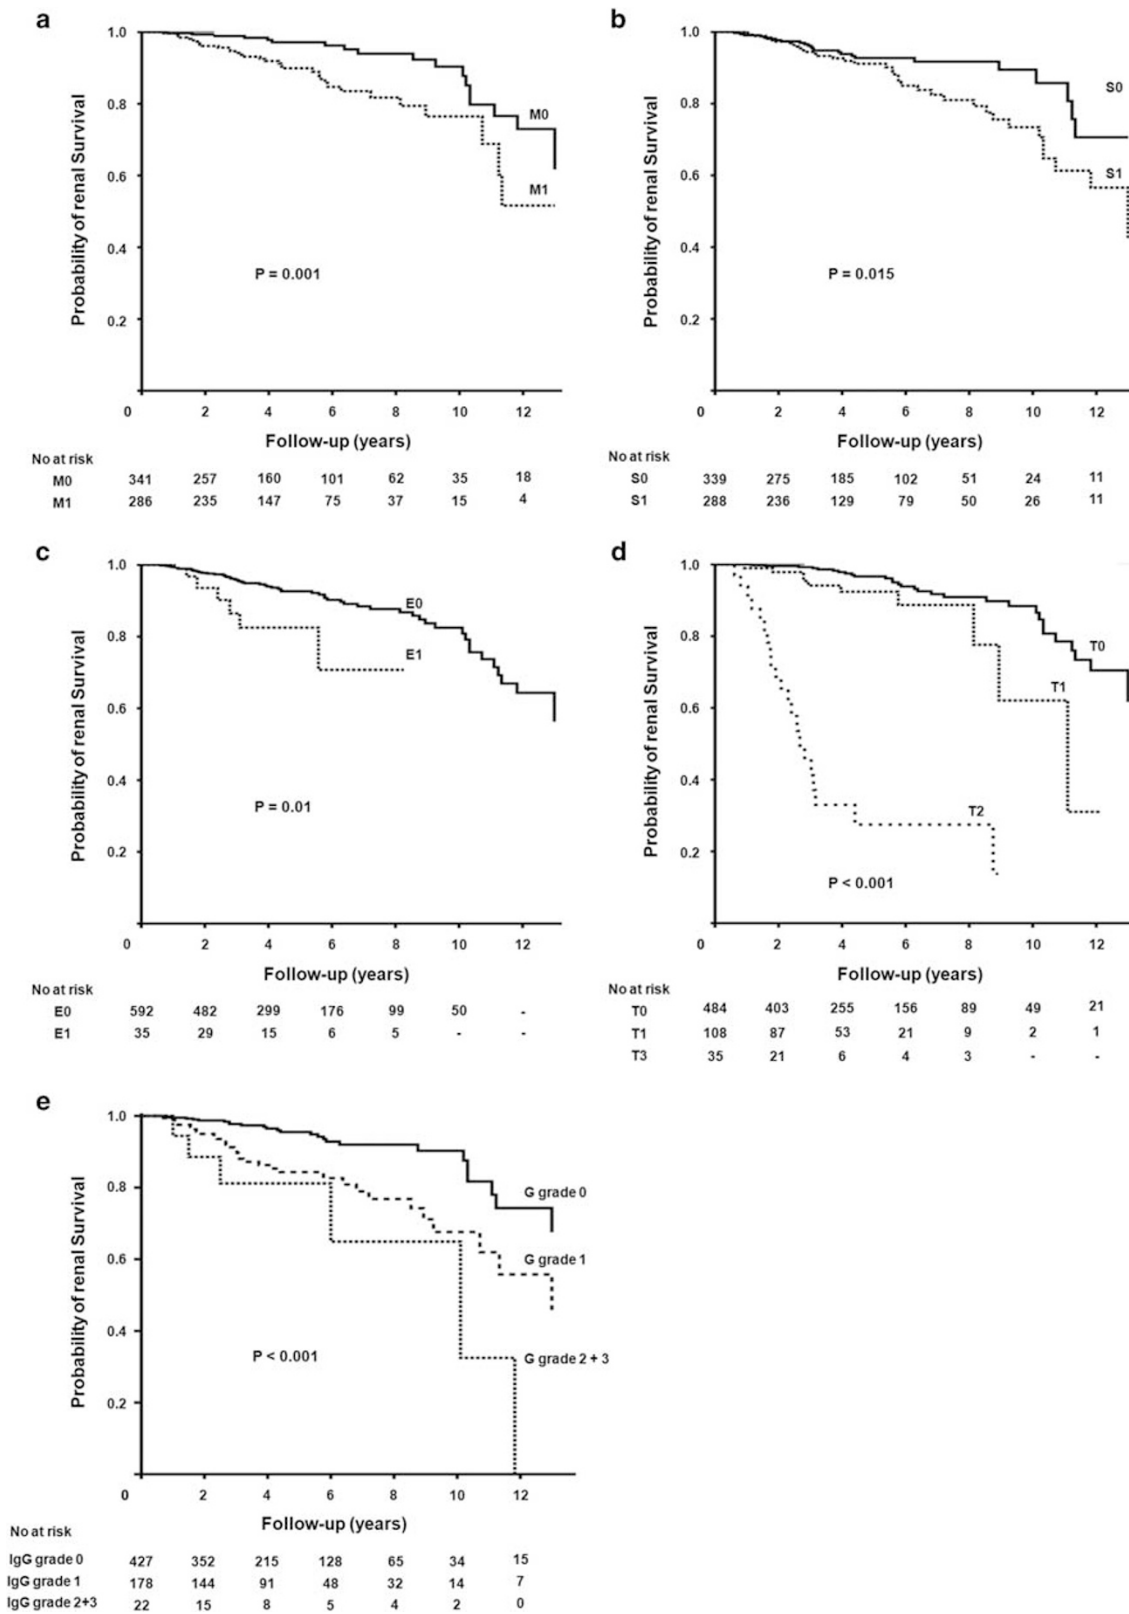 a
1.0
0.8
0.6
0.4
0.2
Probability of renal Survival
M0
M1
P = 0.001
0 2 4 6 8 10 12
Follow-up (years)
No at risk
M0 341 257 160 101 62 35 18
M1 286 235 147 75 37 15 4
b
1.0
0.8
0.6
0.4
0.2
Probability of renal Survival
S0
S1
P = 0.015
0 2 4 6 8 10 12
Follow-up (years)
No at risk
S0 339 275 185 102 51 24 11
S1 288 236 129 79 50 26 11
c
1.0
0.8
0.6
0.4
0.2
Probability of renal Survival
E0
E1
P = 0.01
0 2 4 6 8 10 12
Follow-up (years)
No at risk
E0 592 482 299 176 99 50 -
E1 35 29 15 6 5 - -
d
1.0
0.8
0.6
0.4
0.2
Probability of renal Survival
T0
T1
T2
P < 0.001
0 2 4 6 8 10 12
Follow-up (years)
No at risk
T0 484 403 255 156 89 49 21
T1 108 87 53 21 9 2 1
T3 35 21 6 4 3 - -
e
1.0
0.8
0.6
0.4
0.2
Probability of renal Survival
G grade 0
G grade 1
G grade 2 + 3
P < 0.001
0 2 4 6 8 10 12
Follow-up (years)
No at risk
IgG grade 0 427 352 215 128 65 34 15
IgG grade 1 178 144 91 48 32 14 7
IgG grade 2+3 22 15 8 5 4 2 0